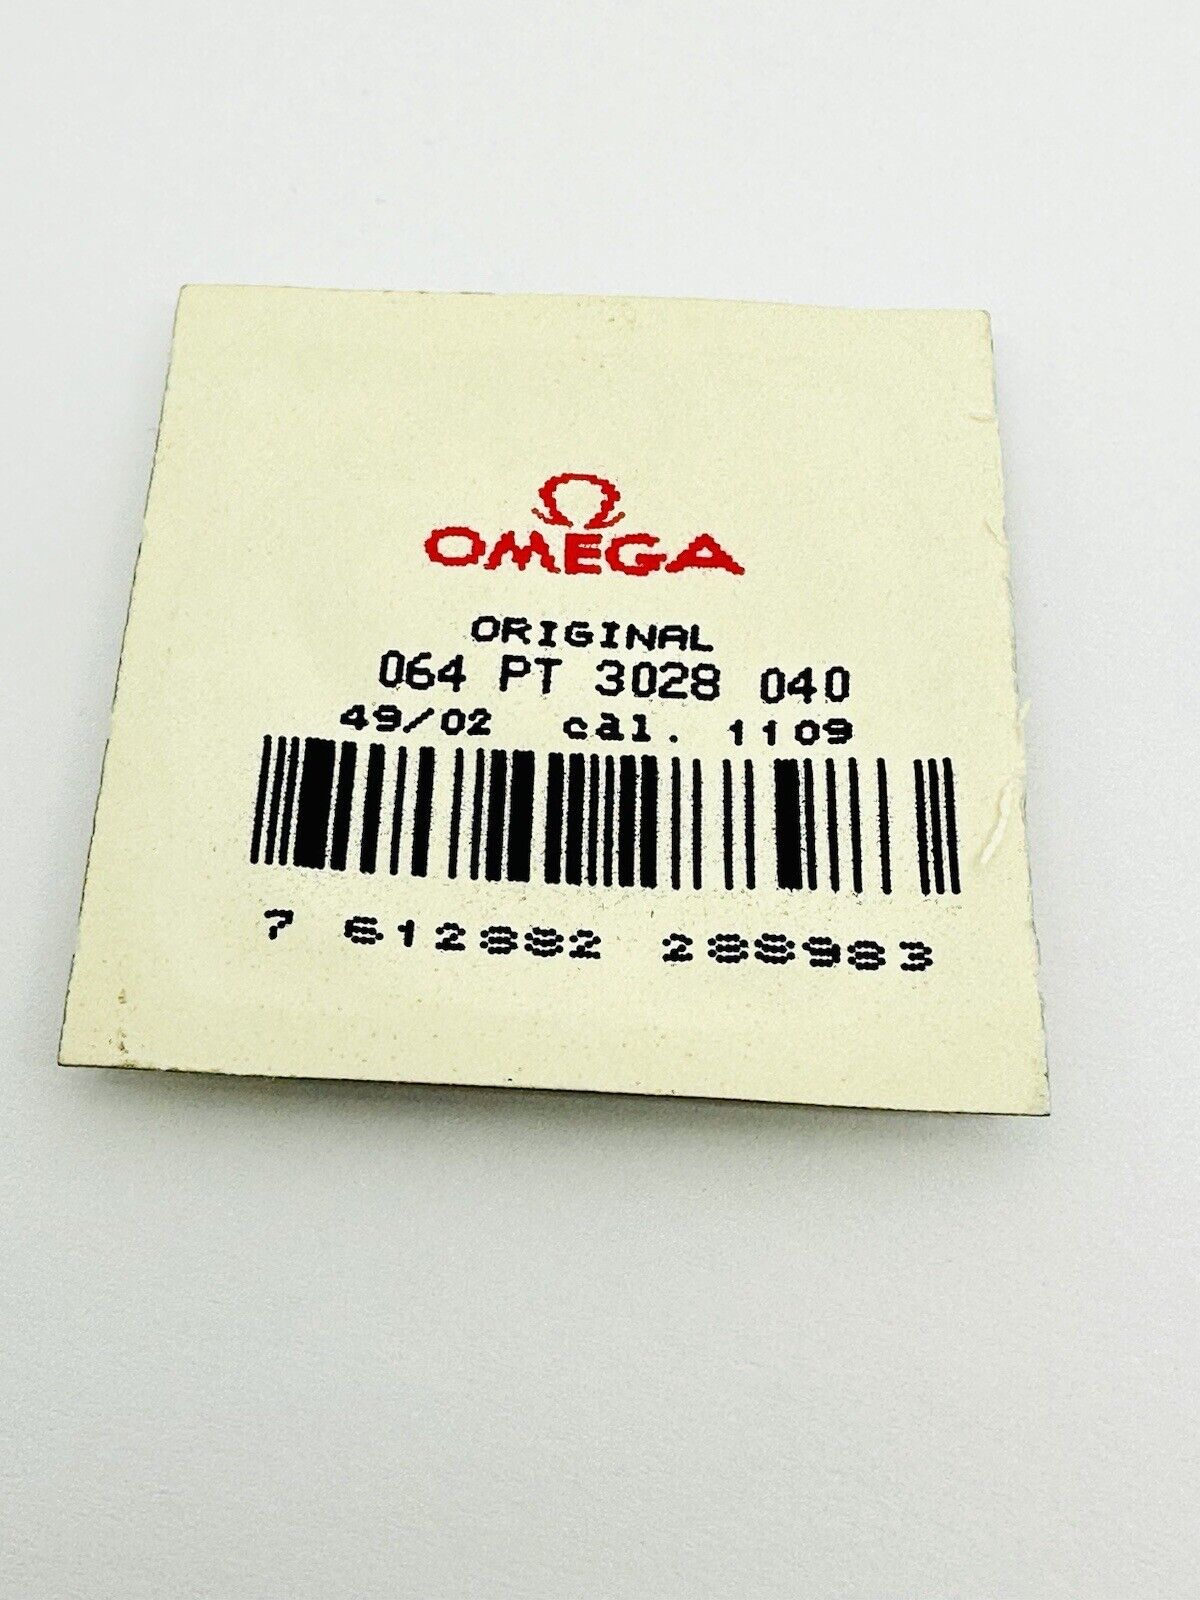 Ω
OMEGA
ORIGINAL
064 PT 3028 040
49/02 cal. 1109
7 612882 288983